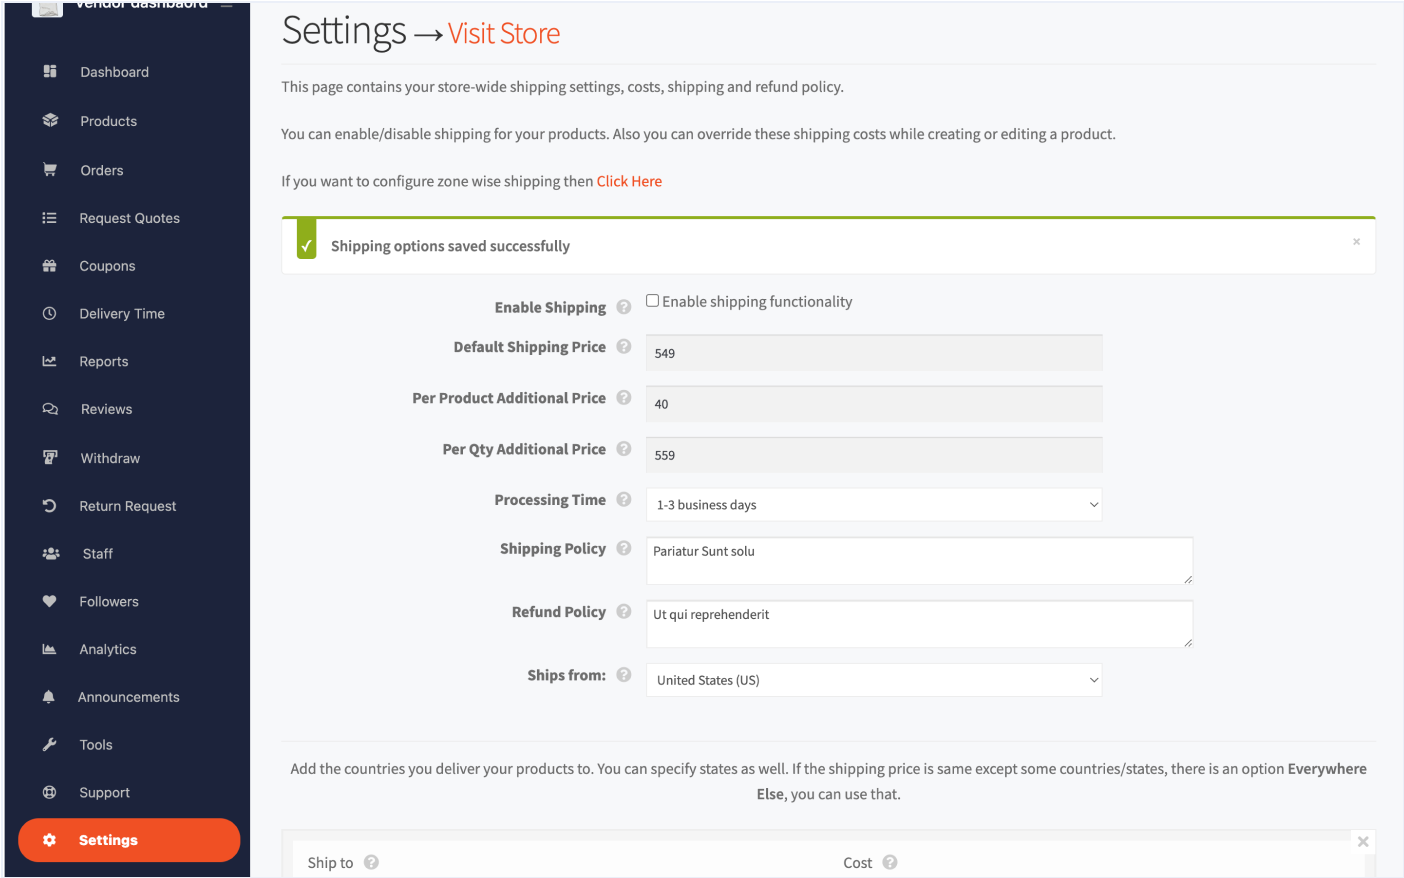 Vendor dashbaord
Dashboard
Products
Orders
Request Quotes
Coupons
Delivery Time
Reports
Reviews
Withdraw
Return Request
Staff
Followers
Analytics
Announcements
Tools
Support
Settings
Settings → Visit Store
This page contains your store-wide shipping settings, costs, shipping and refund policy.
You can enable/disable shipping for your products. Also you can override these shipping costs while creating or editing a product.
If you want to configure zone wise shipping then Click Here
✓ Shipping options saved successfully ×
Enable Shipping ? Enable shipping functionality
Default Shipping Price ? 549
Per Product Additional Price ? 40
Per Qty Additional Price ? 559
Processing Time ? 1-3 business days
Shipping Policy ? Pariatur Sunt solu
Refund Policy ? Ut qui reprehenderit
Ships from: ? United States (US)
Add the countries you deliver your products to. You can specify states as well. If the shipping price is same except some countries/states, there is an option Everywhere
Else, you can use that.
×
Ship to ? Cost ?